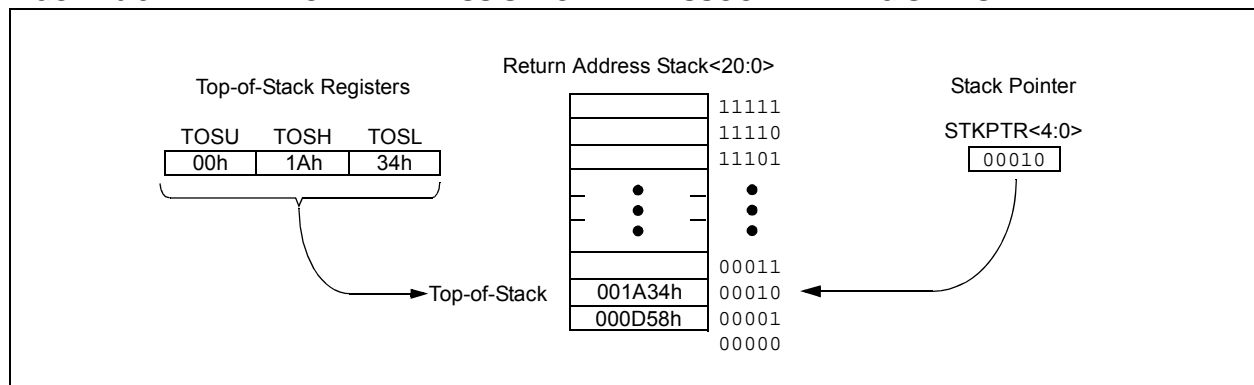 Return Address Stack<20:0>
Top-of-Stack Registers
Stack Pointer
TOSU TOSH TOSL
STKPTR<4:0>
00h 1Ah 34h
00010
11111
11110
11101
00011
Top-of-Stack 001A34h 00010
000D58h 00001
00000